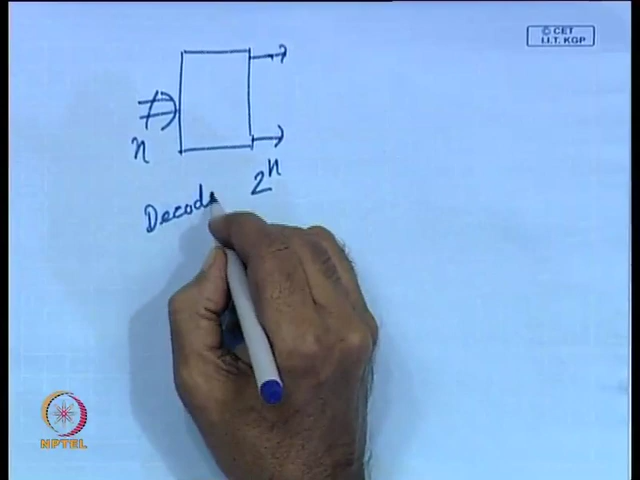 © CET
I.I.T. KGP
n
2^n
Decod
NPTEL